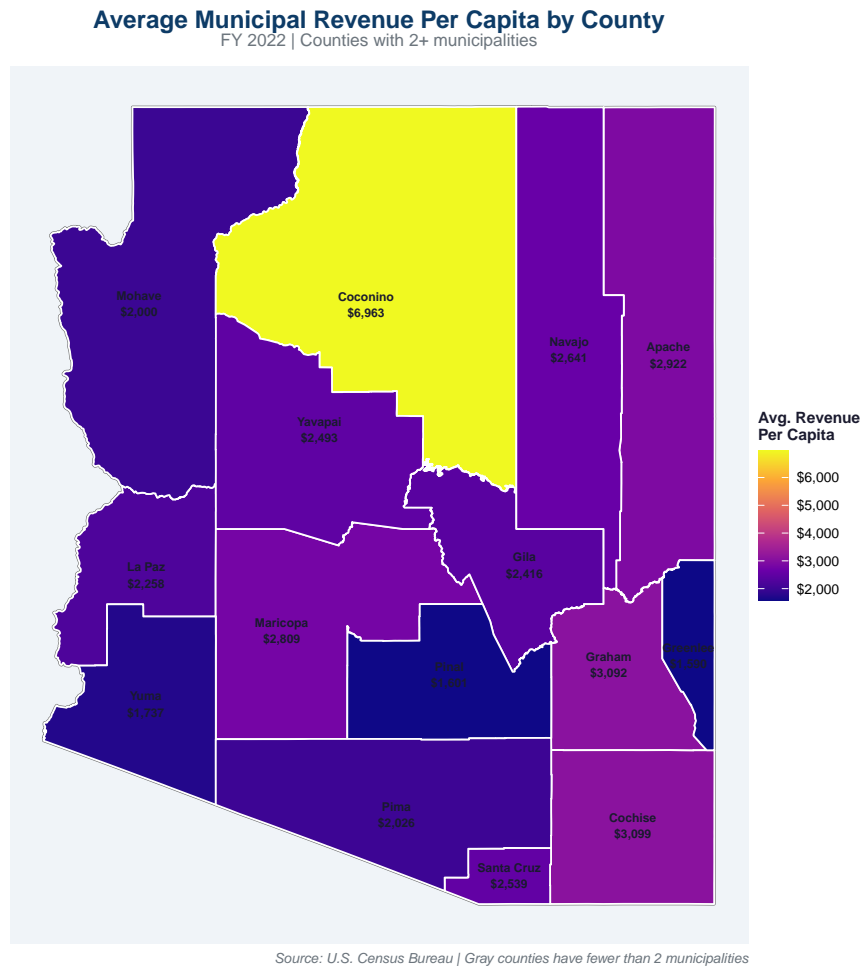 Average Municipal Revenue Per Capita by County
FY 2022 | Counties with 2+ municipalities
Coconino
$6,963
Mohave
$2,000
Navajo
$2,641
Apache
$2,922
Yavapai
$2,493
Avg. Revenue
Per Capita
$6,000
$5,000
$4,000
$3,000
$2,000
Gila
$2,416
La Paz
$2,258
Maricopa
$2,809
Graham
$3,092
Greenlee
Pinal
Yuma
Pima
$2,026
Cochise
$3,099
Santa Cruz
$2,539
Source: U.S. Census Bureau | Gray counties have fewer than 2 municipalities